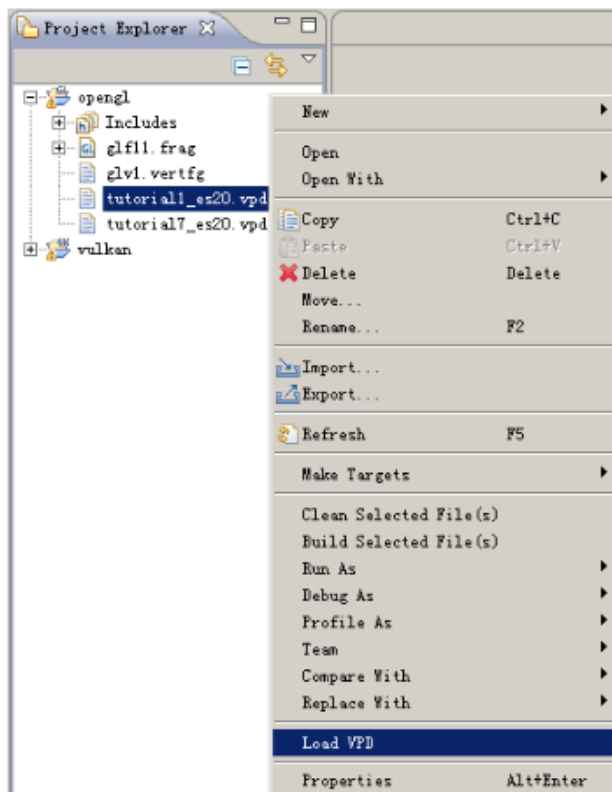 Project Explorer
opengl
Includes
glf11.frag
glv1.vertfg
tutorial1_es20.vpd
tutorial7_es20.vpd
vulkan
New
Open
Open With
Copy Ctrl+C
Paste Ctrl+V
Delete Delete
Move...
Rename... F2
Import...
Export...
Refresh F5
Make Targets
Clean Selected File(s)
Build Selected File(s)
Run As
Debug As
Profile As
Team
Compare With
Replace With
Load VPD
Properties Alt+Enter